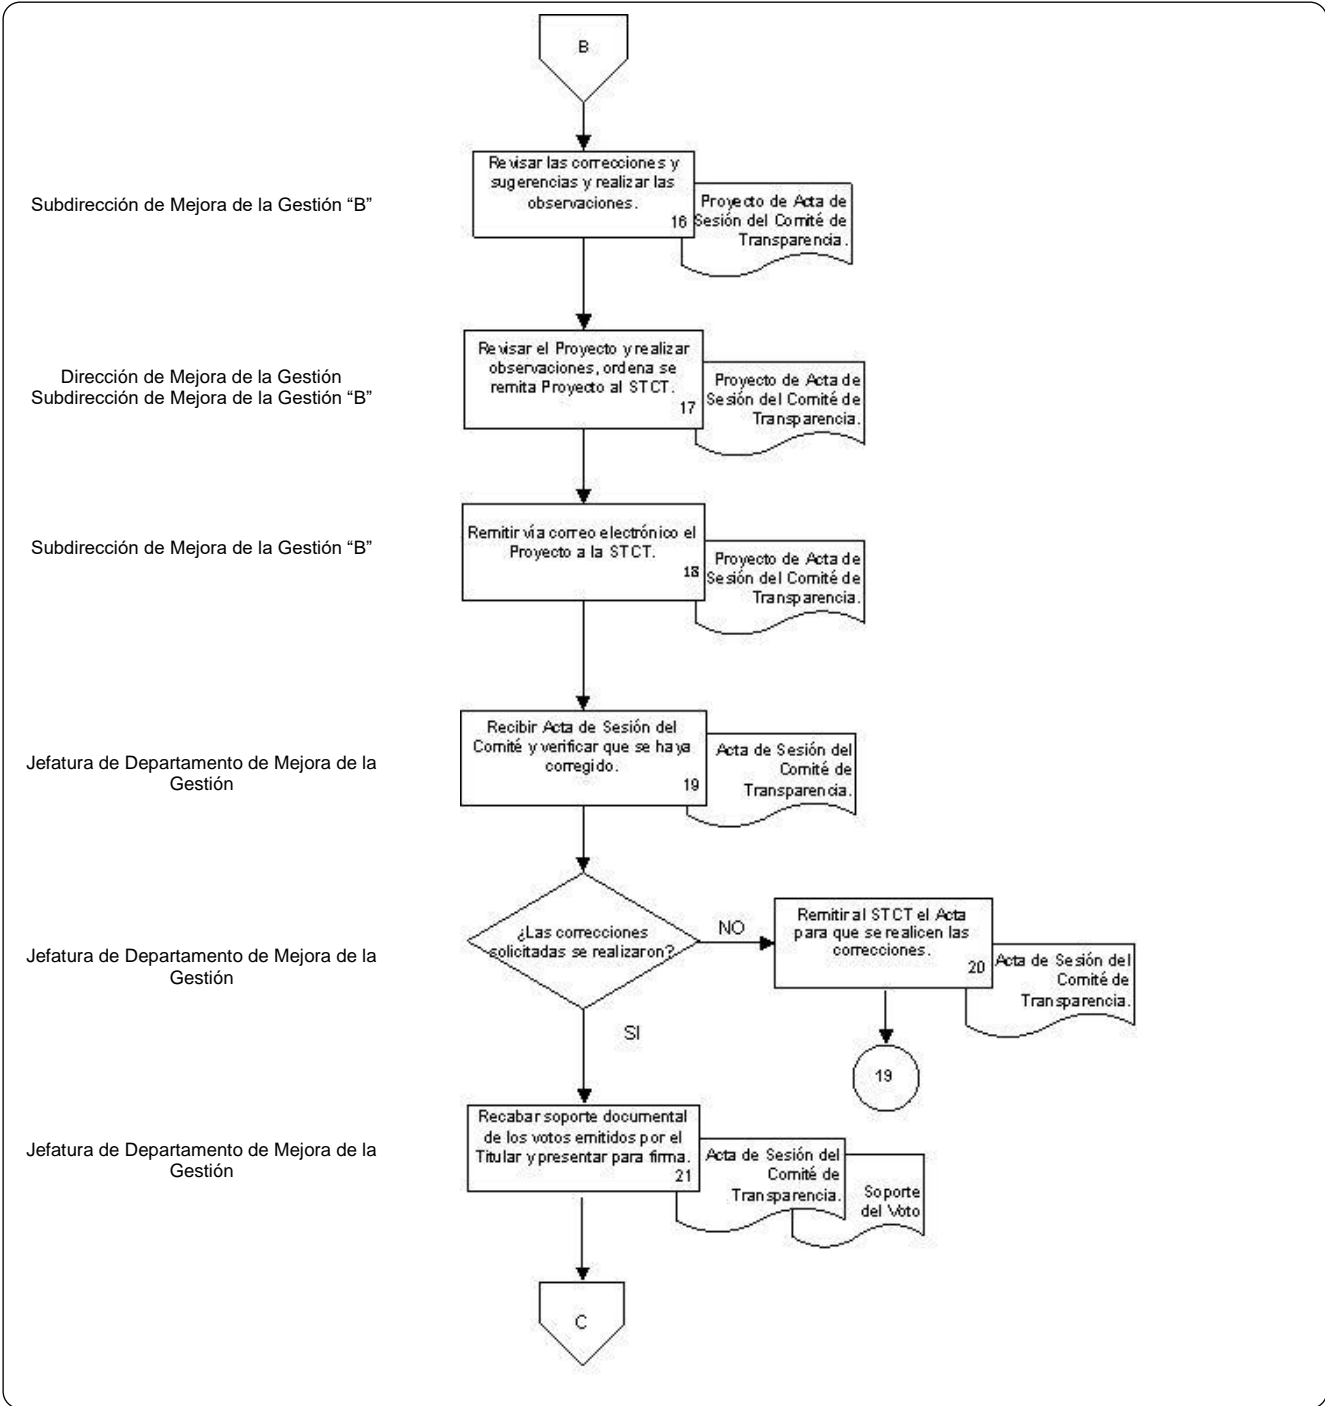 B
Subdirección de Mejora de la Gestión “B”
Revisar las correcciones y
sugerencias y realizar las
observaciones.
16
Proyecto de Acta de
Sesión del Comité de
Transparencia.
Dirección de Mejora de la Gestión
Subdirección de Mejora de la Gestión “B”
Revisar el Proyecto y realizar
observaciones, ordena se
remita Proyecto al STCT.
17
Proyecto de Acta de
Sesión del Comité de
Transparencia.
Subdirección de Mejora de la Gestión “B”
Remitir vía correo electrónico el
Proyecto a la STCT.
18
Proyecto de Acta de
Sesión del Comité de
Transparencia.
Jefatura de Departamento de Mejora de la
Gestión
Recibir Acta de Sesión del
Comité y verificar que se haya
corregido.
19
Acta de Sesión del
Comité de
Transparencia.
Jefatura de Departamento de Mejora de la
Gestión
¿Las correcciones
solicitadas se realizaron?
NO
Remitir al STCT el Acta
para que se realicen las
correcciones.
20
Acta de Sesión del
Comité de
Transparencia.
19
SI
Jefatura de Departamento de Mejora de la
Gestión
Recabar soporte documental
de los votos emitidos por el
Titular y presentar para firma.
21
Acta de Sesión del
Comité de
Transparencia.
Soporte
del Voto
C